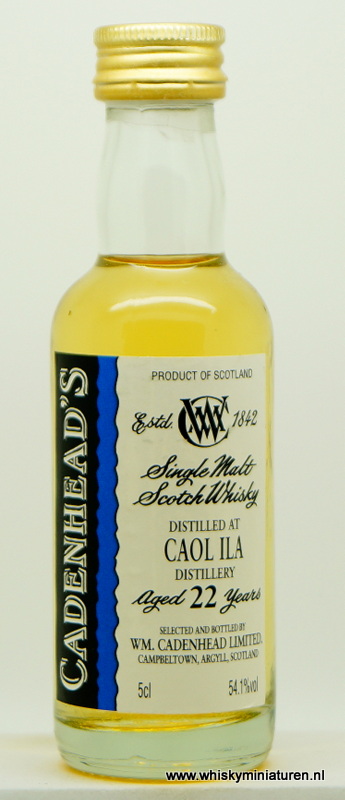 CADENHEAD'S
PRODUCT OF SCOTLAND
Estd. WC 1842
Single Malt
Scotch Whisky
DISTILLED AT
CAOL ILA
DISTILLERY
Aged 22 Years
SELECTED AND BOTTLED BY
WM. CADENHEAD LIMITED.
CAMPBELTOWN, ARGYLL, SCOTLAND
5cl 54.1%vol
www.whiskyminiaturen.nl